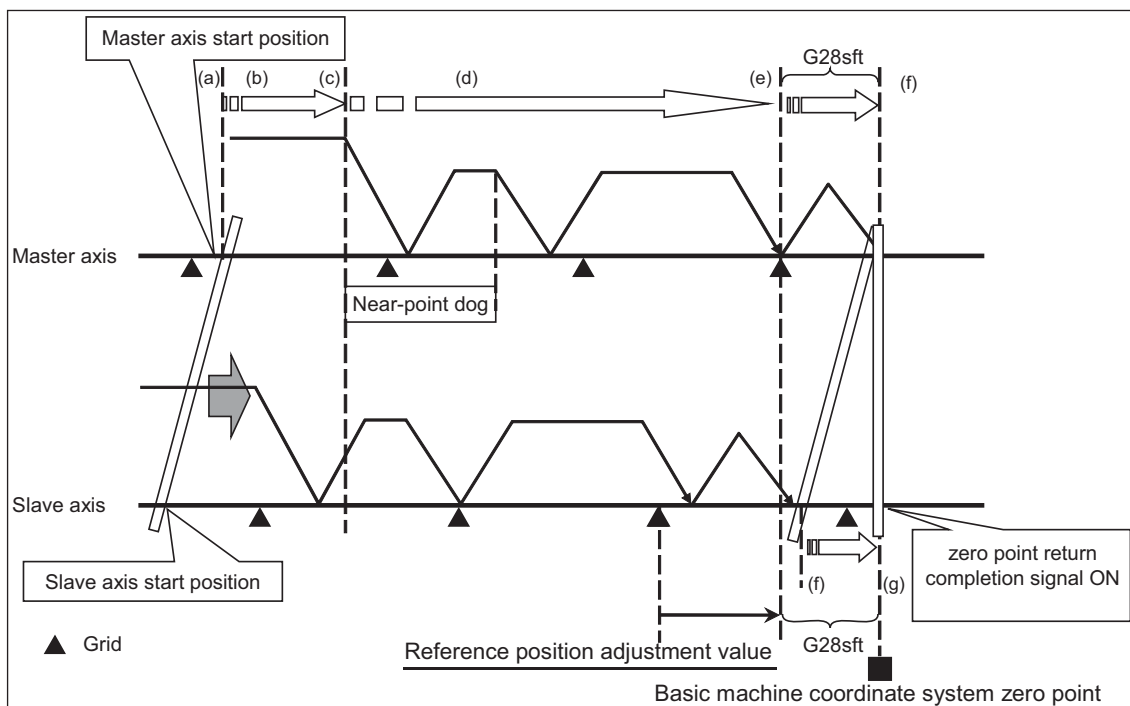 Master axis start position
G28sft
(a)
(b)
(c)
(d)
(e)
(f)
Master axis
Near-point dog
Slave axis
Slave axis start position
zero point return
completion signal ON
(f)
(g)
Grid
Reference position adjustment value
G28sft
Basic machine coordinate system zero point